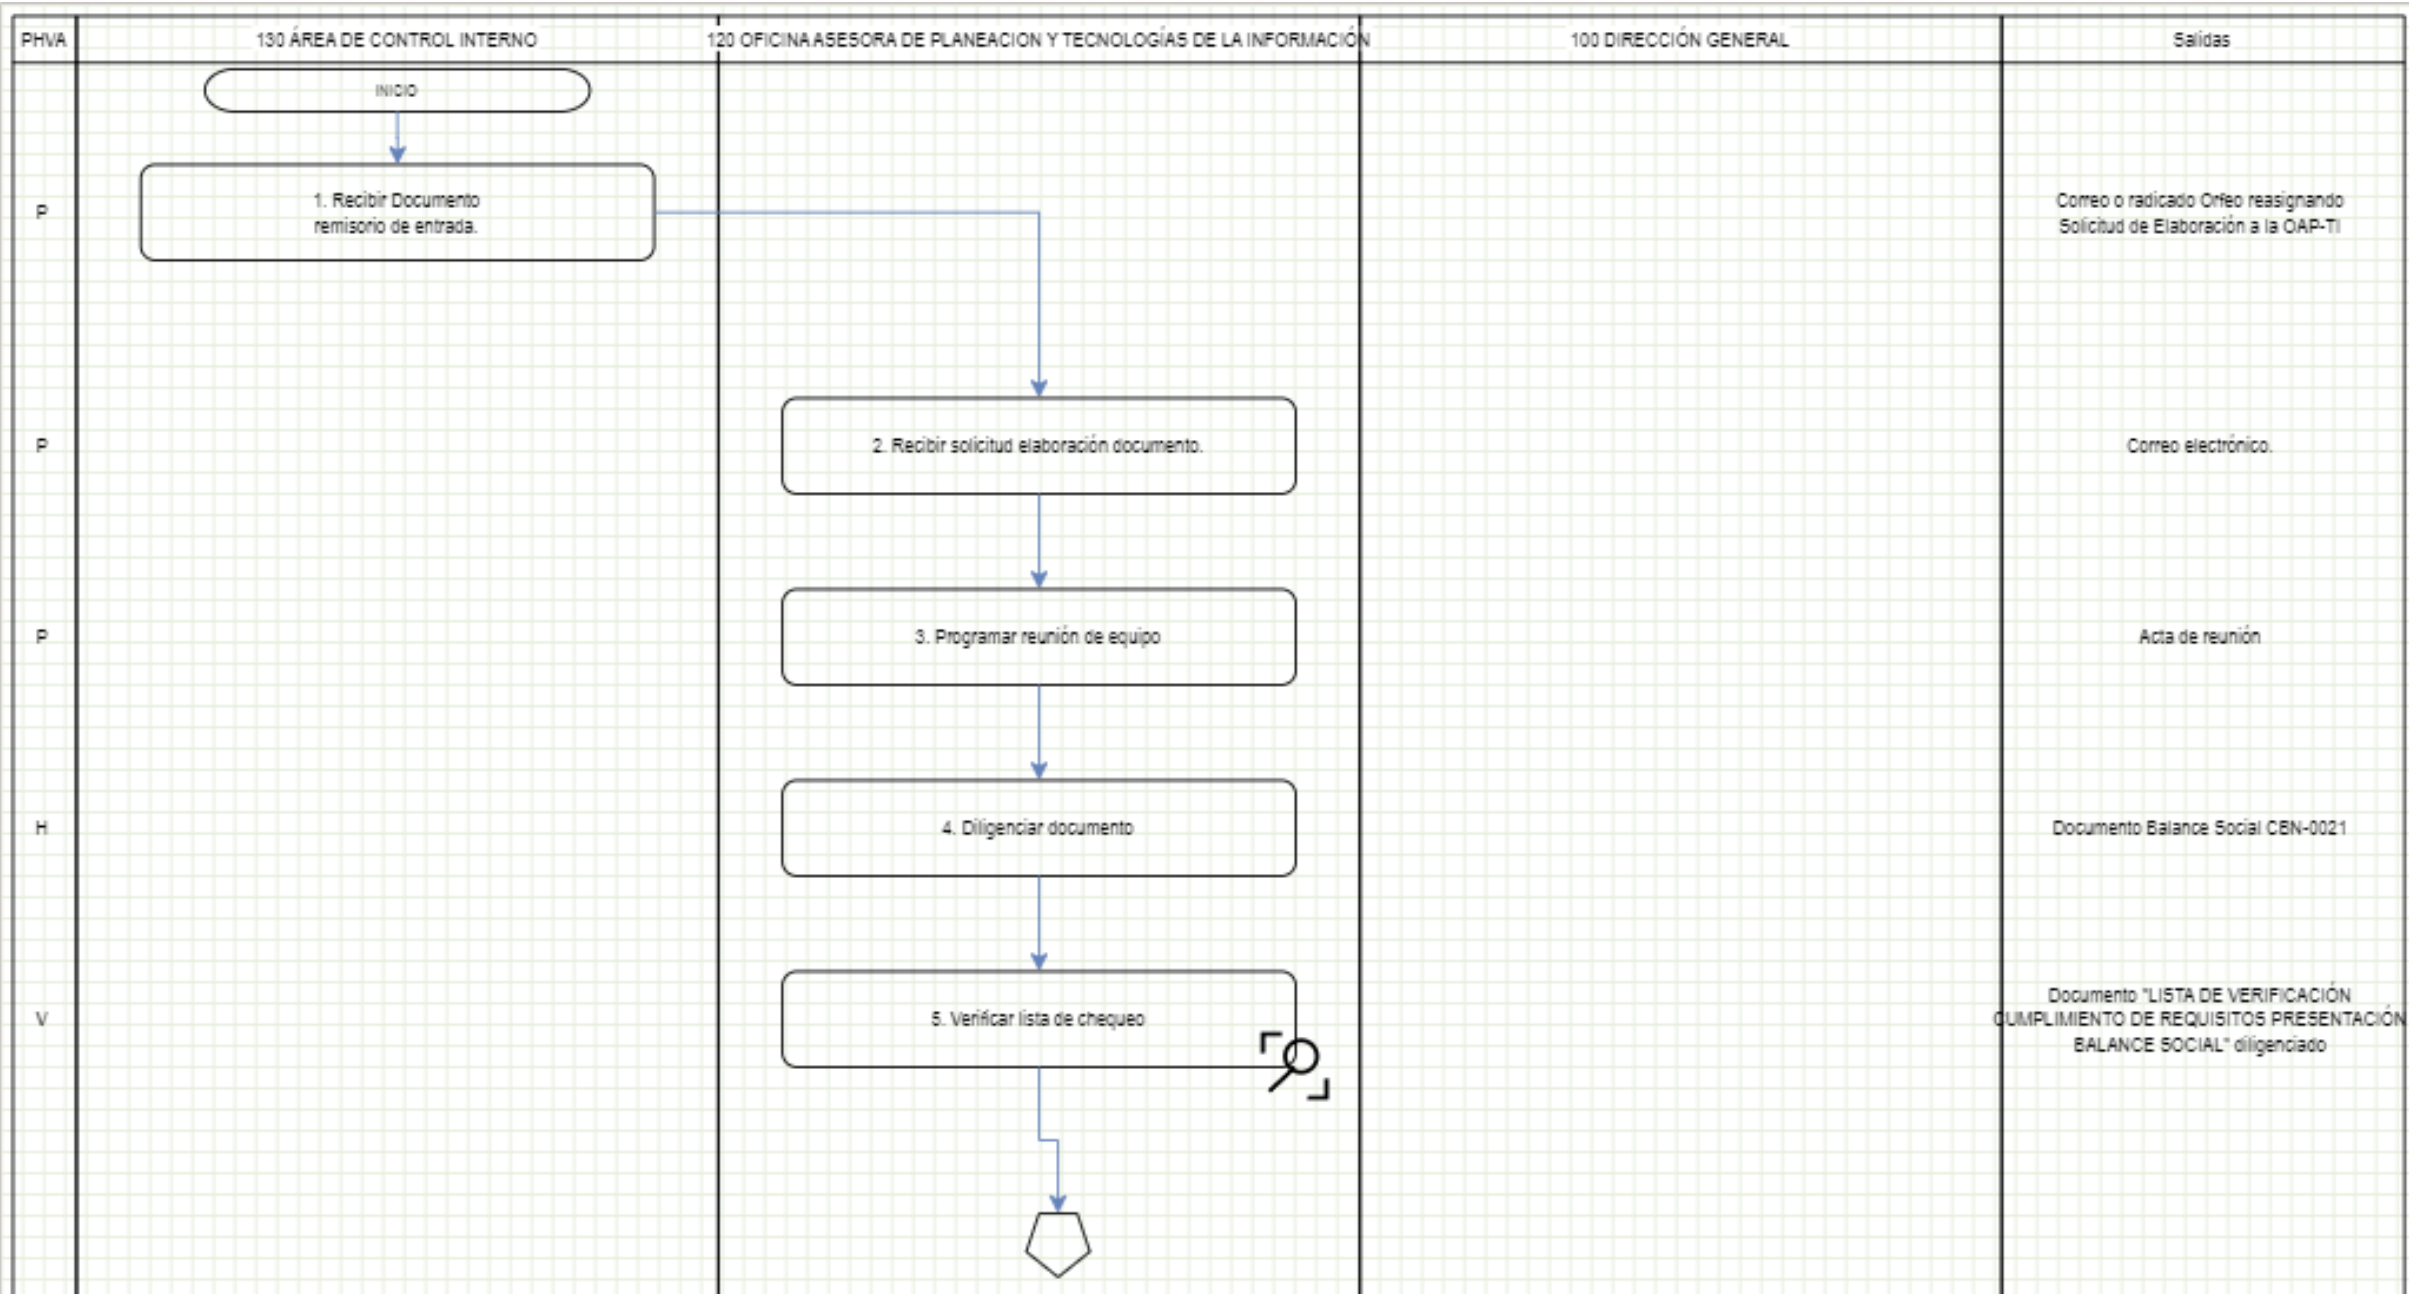 PHVA
130 ÁREA DE CONTROL INTERNO
120 OFICINA ASESORA DE PLANEACION Y TECNOLOGÍAS DE LA INFORMACIÓN
100 DIRECCIÓN GENERAL
Salidas
INICIO
P
1. Recibir Documento
remisorio de entrada.
Correo o radicado Orfeo reasignando
Solicitud de Elaboración a la OAP-TI
P
2. Recibir solicitud elaboración documento.
Correo electrónico.
P
3. Programar reunión de equipo
Acta de reunión
H
4. Diligenciar documento
Documento Balance Social CBN-0021
V
5. Verificar lista de chequeo
Documento "LISTA DE VERIFICACIÓN
CUMPLIMIENTO DE REQUISITOS PRESENTACIÓN
BALANCE SOCIAL" diligenciado